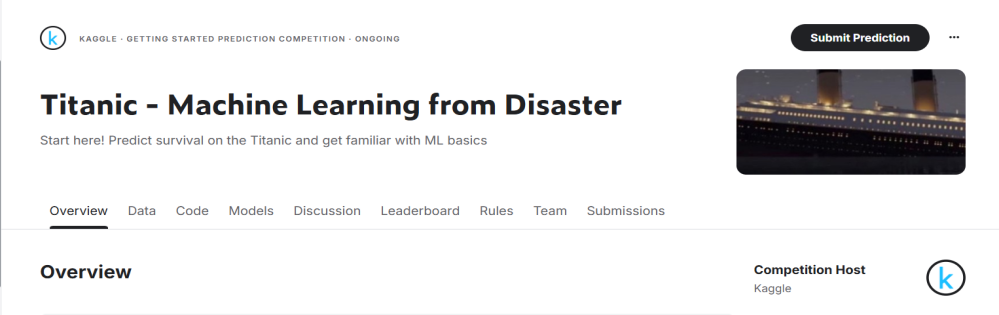 k KAGGLE · GETTING STARTED PREDICTION COMPETITION · ONGOING
Submit Prediction
Titanic - Machine Learning from Disaster
Start here! Predict survival on the Titanic and get familiar with ML basics
Overview Data Code Models Discussion Leaderboard Rules Team Submissions
Overview
Competition Host
Kaggle
k